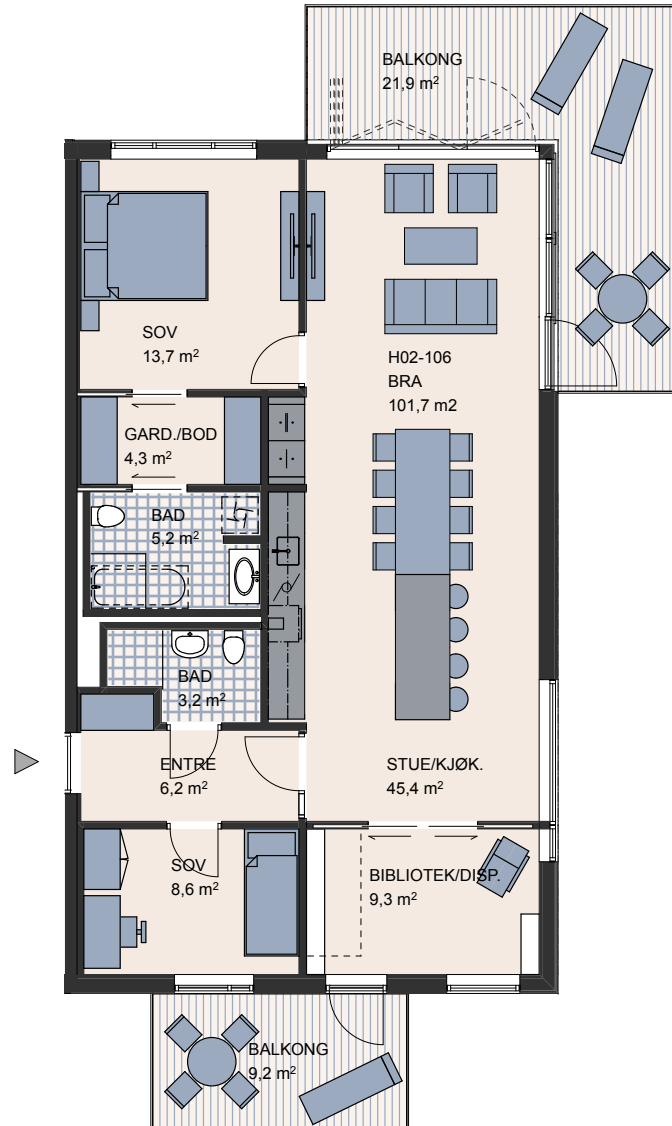 BALKONG
21,9 m²
SOV
13,7 m²
H02-106
BRA
101,7 m2
GARD./BOD
4,3 m²
BAD
5,2 m²
BAD
3,2 m²
ENTRE
6,2 m²
STUE/KJØK.
45,4 m²
SOV
8,6 m²
BIBLIOTEK/DISP.
9,3 m²
BALKONG
9,2 m²